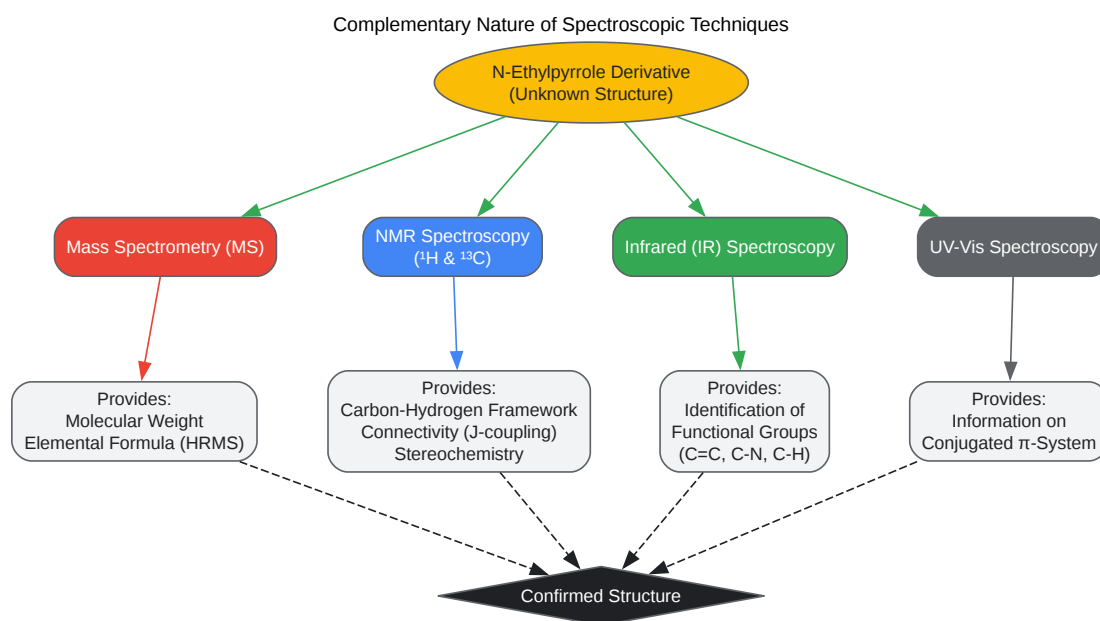 Complementary Nature of Spectroscopic Techniques
N-Ethylpyrrole Derivative
(Unknown Structure)
Mass Spectrometry (MS)
NMR Spectroscopy
(¹H & ¹³C)
Infrared (IR) Spectroscopy
UV-Vis Spectroscopy
Provides:
Molecular Weight
Elemental Formula (HRMS)
Provides:
Carbon-Hydrogen Framework
Connectivity (J-coupling)
Stereochemistry
Provides:
Identification of
Functional Groups
(C=C, C-N, C-H)
Provides:
Information on
Conjugated π-System
Confirmed Structure